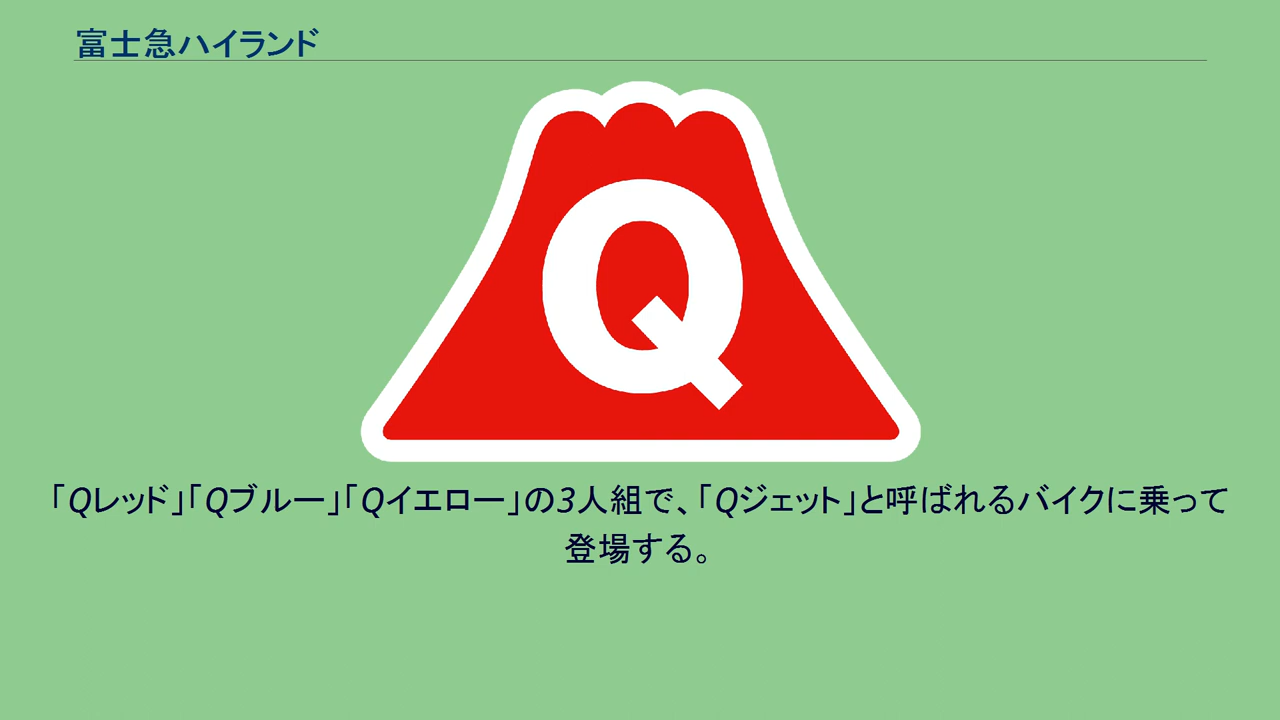 富士急ハイランド
Q
「Qレッド」「Qブルー」「Qイエロー」の3人組で、「Qジェット」と呼ばれるバイクに乗って
登場する。